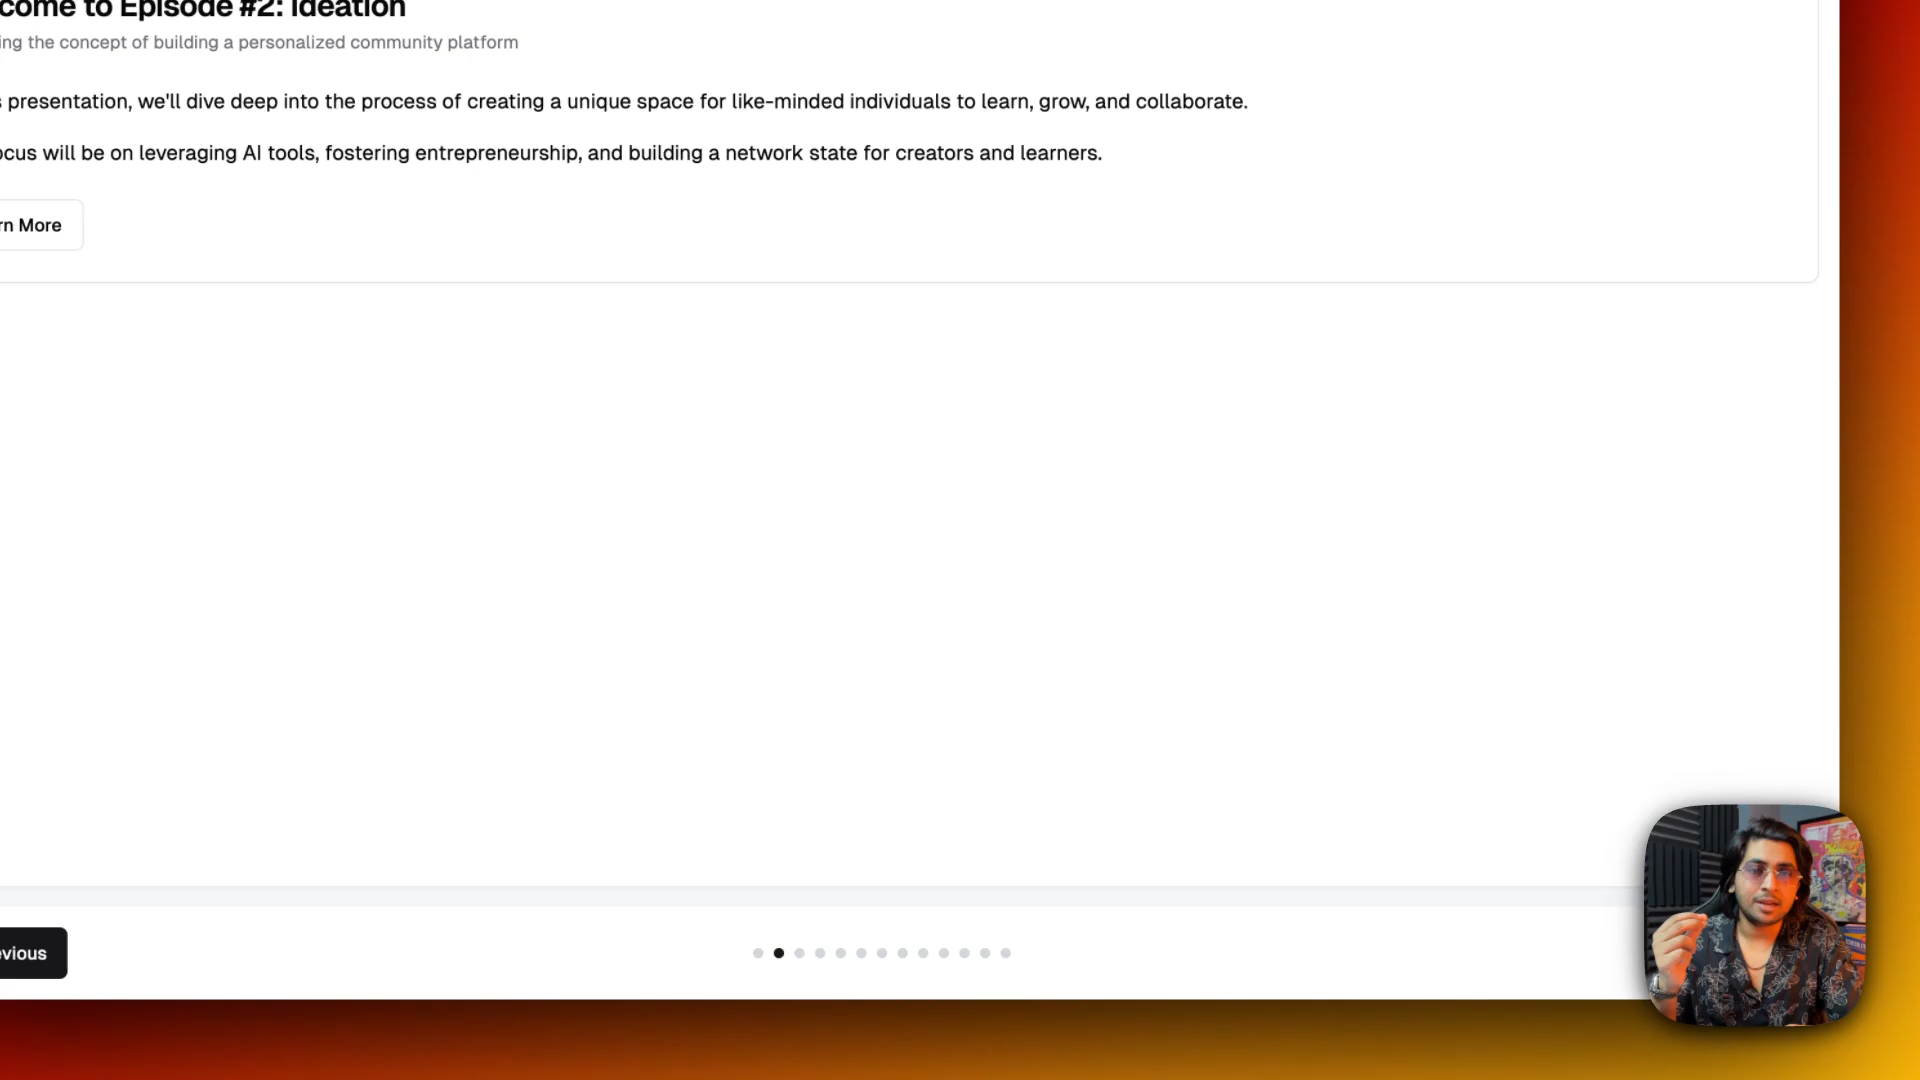 come to Episode #2: Ideation
ing the concept of building a personalized community platform
presentation, we'll dive deep into the process of creating a unique space for like-minded individuals to learn, grow, and collaborate.
ocus will be on leveraging AI tools, fostering entrepreneurship, and building a network state for creators and learners.
rn More
evious